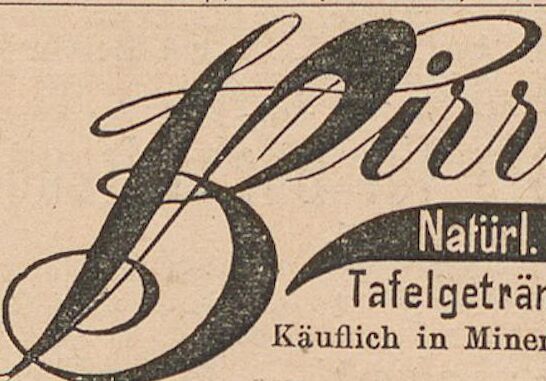 Birr
Natürl.
Tafelgeträn
Käuflich in Miner